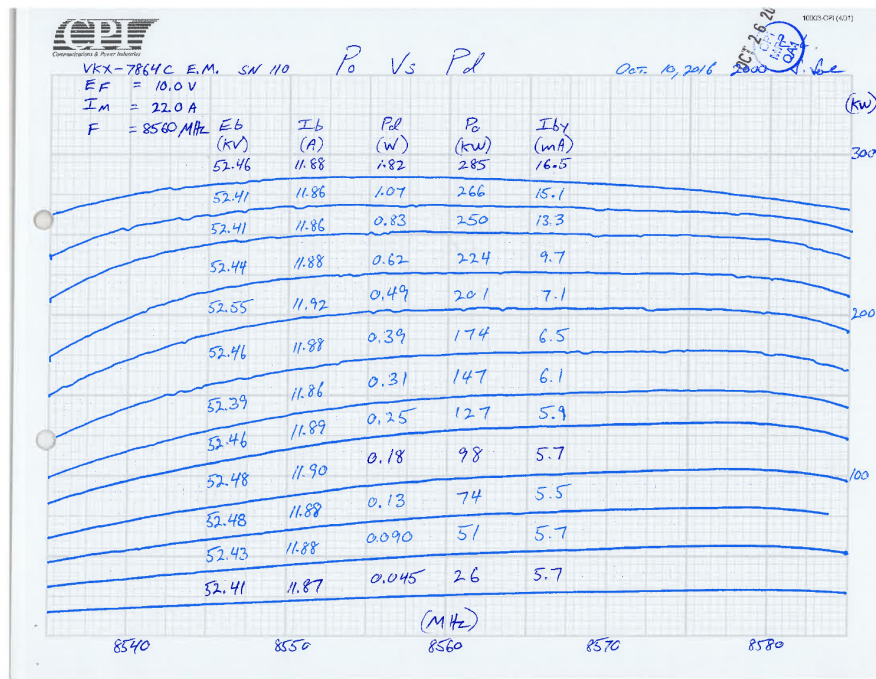 10003-CPI (4/01)
CPI
Communications & Power Industries
OCT 26 20
CPI
MPP
QA1
VKX-7864C E.M. SN 110 Po Vs Pd Oct. 10, 2016 2000
EF = 10.0 V
IM = 22.0 A
F = 8560 MHz
(KW)
Eb Ib Pd Po Iby
(KV) (A) (W) (KW) (mA)
300
52.46 11.88 1.82 285 16.5
52.41 11.86 1.07 266 15.1
52.41 11.86 0.83 250 13.3
52.44 11.88 0.62 224 9.7
52.55 11.92 0.49 201 7.1
200
52.46 11.88 0.39 174 6.5
52.39 11.86 0.31 147 6.1
52.46 11.89 0.25 127 5.9
52.48 11.90 0.18 98 5.7
100
52.48 11.88 0.13 74 5.5
52.43 11.88 0.090 51 5.7
52.41 11.87 0.045 26 5.7
(MHz)
8540 8550 8560 8570 8580